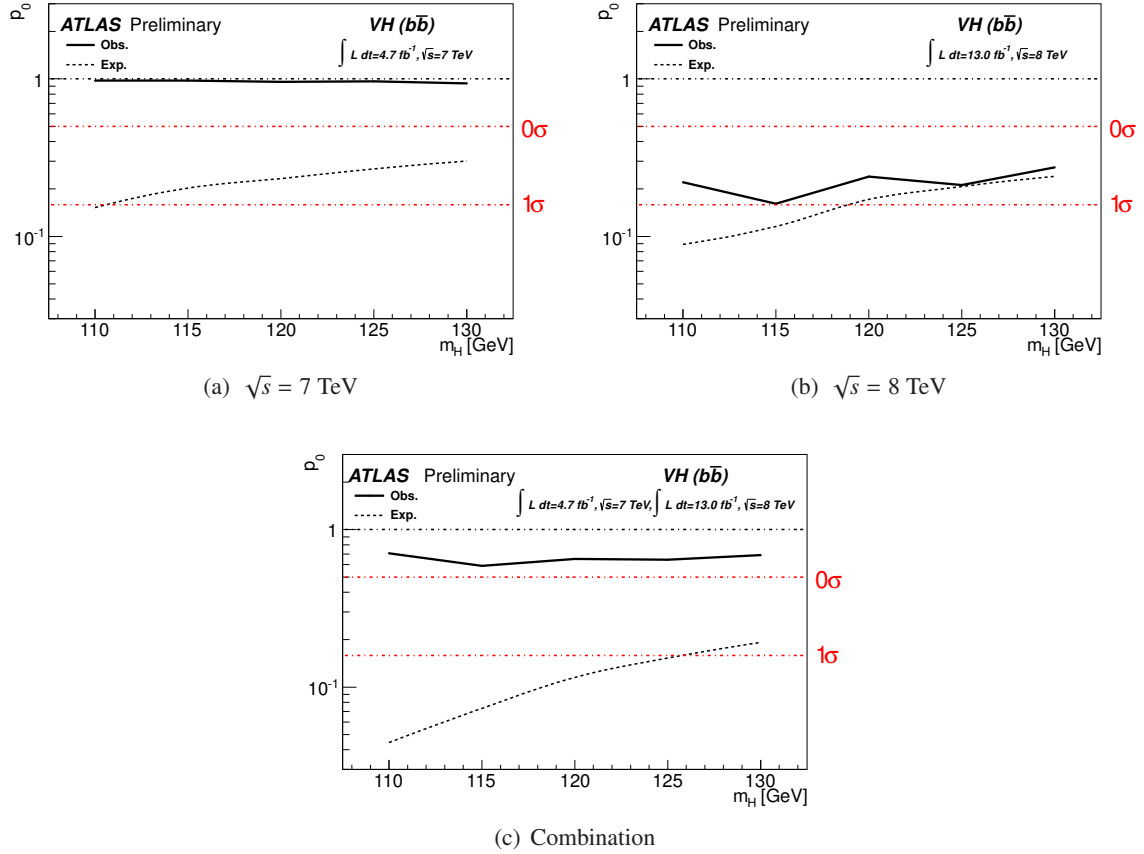 p₀
ATLAS Preliminary VH (bb̅)
Obs.
Exp.
∫ L dt=4.7 fb⁻¹, √s=7 TeV
1
10⁻¹
0σ
1σ
110 115 120 125 130
m_H [GeV]
(a) √s = 7 TeV
p₀
ATLAS Preliminary VH (bb̅)
Obs.
Exp.
∫ L dt=13.0 fb⁻¹, √s=8 TeV
1
10⁻¹
0σ
1σ
110 115 120 125 130
m_H [GeV]
(b) √s = 8 TeV
p₀
ATLAS Preliminary VH (bb̅)
Obs.
Exp.
∫ L dt=4.7 fb⁻¹, √s=7 TeV, ∫ L dt=13.0 fb⁻¹, √s=8 TeV
1
10⁻¹
0σ
1σ
110 115 120 125 130
m_H [GeV]
(c) Combination